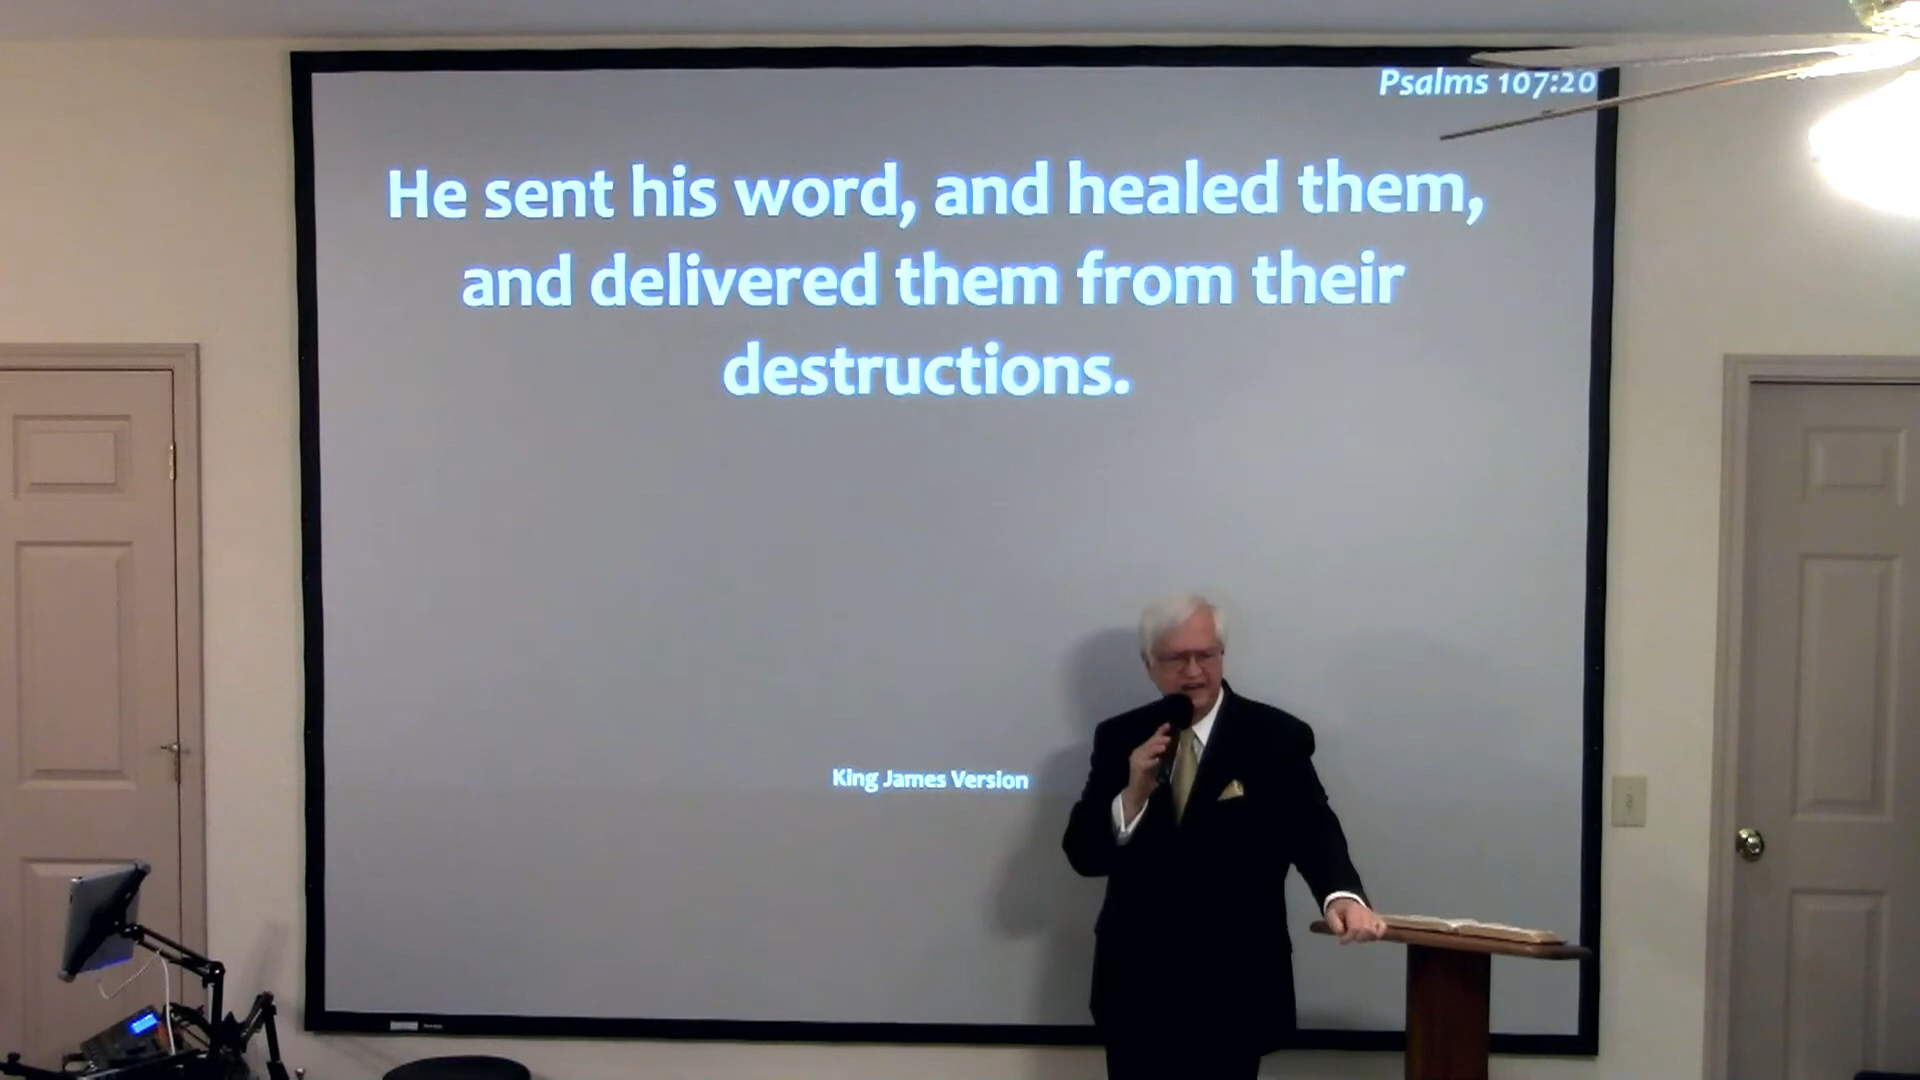 Psalms 107:20
He sent his word, and healed them,
and delivered them from their
destructions.
King James Version